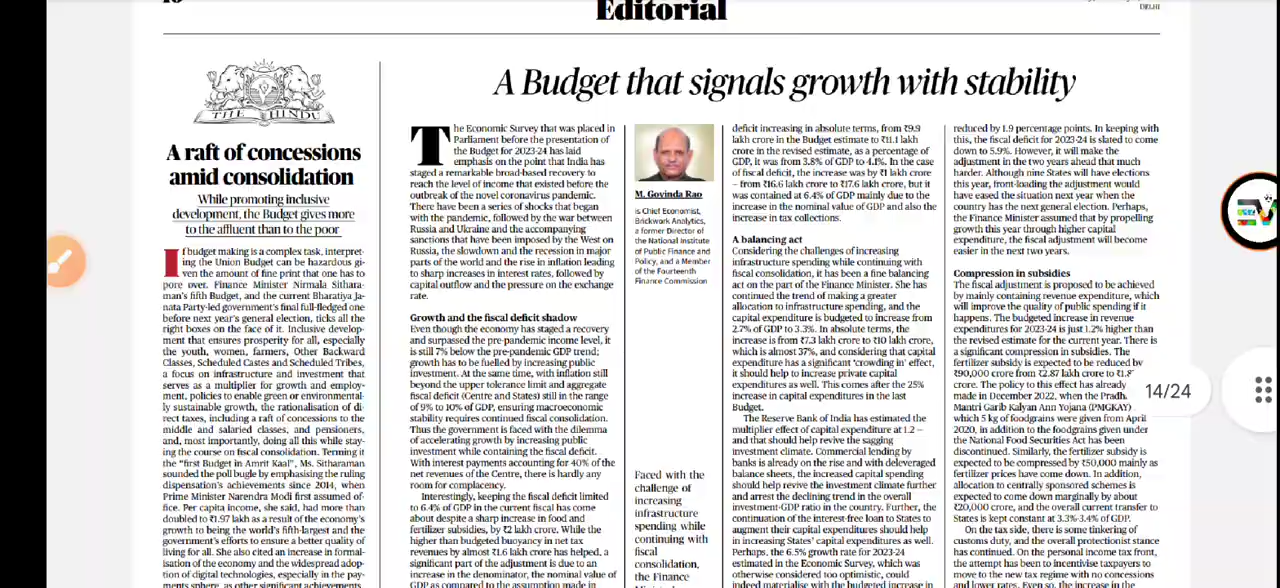 Editorial
DELHI
THE HINDU
A raft of concessions
amid consolidation
While promoting inclusive
development, the Budget gives more
to the affluent than to the poor
If budget making is a complex task, interpret-
ing the Union Budget can be hazardous gi-
ven the amount of fine print that one has to
pore over. Finance Minister Nirmala Sithara-
man's fifth Budget, and the current Bharatiya Ja-
nata Party-led government's final full-fledged one
before next year's general election, ticks all the
right boxes on the face of it. Inclusive develop-
ment that ensures prosperity for all, especially
the youth, women, farmers, Other Backward
Classes, Scheduled Castes and Scheduled Tribes,
a focus on infrastructure and investment that
serves as a multiplier for growth and employ-
ment, policies to enable green or environmental-
ly sustainable growth, the rationalisation of di-
rect taxes, including a raft of concessions to the
middle and salaried classes, and pensioners,
and, most importantly, doing all this while stay-
ing the course on fiscal consolidation. Terming it
the "first Budget in Amrit Kaal", Ms. Sitharaman
sounded the poll bugle by emphasising the ruling
dispensation's achievements since 2014, when
Prime Minister Narendra Modi first assumed of-
fice. Per capita income, she said, had more than
doubled to ₹1.97 lakh as a result of the economy's
growth to being the world's fifth-largest and the
government's efforts to ensure a better quality of
living for all. She also cited an increase in formal-
isation of the economy and the widespread adop-
tion of digital technologies, especially in the pay-
ments sphere, as other significant achievements.
A Budget that signals growth with stability
The Economic Survey that was placed in
Parliament before the presentation of
the Budget for 2023-24 has laid
emphasis on the point that India has
staged a remarkable broad-based recovery to
reach the level of income that existed before the
outbreak of the novel coronavirus pandemic.
There have been a series of shocks that began
with the pandemic, followed by the war between
Russia and Ukraine and the accompanying
sanctions that have been imposed by the West on
Russia, the slowdown and the recession in major
parts of the world and the rise in inflation leading
to sharp increases in interest rates, followed by
capital outflow and the pressure on the exchange
rate.
Growth and the fiscal deficit shadow
Even though the economy has staged a recovery
and surpassed the pre-pandemic income level, it
is still 7% below the pre-pandemic GDP trend;
growth has to be fuelled by increasing public
investment. At the same time, with inflation still
beyond the upper tolerance limit and aggregate
fiscal deficit (Centre and States) still in the range
of 9% to 10% of GDP, ensuring macroeconomic
stability requires continued fiscal consolidation.
Thus the government is faced with the dilemma
of accelerating growth by increasing public
investment while containing the fiscal deficit.
With interest payments accounting for 40% of the
net revenues of the Centre, there is hardly any
room for complacency.
Interestingly, keeping the fiscal deficit limited
to 6.4% of GDP in the current fiscal has come
about despite a sharp increase in food and
fertilizer subsidies, by ₹2 lakh crore. While the
higher than budgeted buoyancy in net tax
revenues by almost ₹1.6 lakh crore has helped, a
significant part of the adjustment is due to an
increase in the denominator, the nominal value of
GDP as compared to the assumption made in
M. Govinda Rao
is Chief Economist,
Brickwork Analytics,
a former Director of
the National Institute
of Public Finance and
Policy, and a Member
of the Fourteenth
Finance Commission
Faced with the
challenge of
increasing
infrastructure
spending while
continuing with
fiscal
consolidation,
the Finance
deficit increasing in absolute terms, from ₹9.9
lakh crore in the Budget estimate to ₹11.1 lakh
crore in the revised estimate, as a percentage of
GDP, it was from 3.8% of GDP to 4.1%. In the case
of fiscal deficit, the increase was by ₹1 lakh crore
– from ₹16.6 lakh crore to ₹17.6 lakh crore, but it
was contained at 6.4% of GDP mainly due to the
increase in the nominal value of GDP and also the
increase in tax collections.
A balancing act
Considering the challenges of increasing
infrastructure spending while continuing with
fiscal consolidation, it has been a fine balancing
act on the part of the Finance Minister. She has
continued the trend of making a greater
allocation to infrastructure spending, and the
capital expenditure is budgeted to increase from
2.7% of GDP to 3.3%. In absolute terms, the
increase is from ₹7.3 lakh crore to ₹10 lakh crore,
which is almost 37%, and considering that capital
expenditure has a significant 'crowding in' effect,
it should help to increase private capital
expenditures as well. This comes after the 25%
increase in capital expenditures in the last
Budget.
The Reserve Bank of India has estimated the
multiplier effect of capital expenditure at 1.2 –
and that should help revive the sagging
investment climate. Commercial lending by
banks is already on the rise and with deleveraged
balance sheets, the increased capital spending
should help revive the investment climate further
and arrest the declining trend in the overall
investment-GDP ratio in the country. Further, the
continuation of the interest-free loan to States to
augment their capital expenditures should help
in increasing States' capital expenditures as well.
Perhaps, the 6.5% growth rate for 2023-24
estimated in the Economic Survey, which was
otherwise considered too optimistic, could
indeed materialise with the budgeted increase in
reduced by 1.9 percentage points. In keeping with
this, the fiscal deficit for 2023-24 is slated to come
down to 5.9%. However, it will make the
adjustment in the two years ahead that much
harder. Although nine States will have elections
this year, front-loading the adjustment would
have eased the situation next year when the
country has the next general election. Perhaps,
the Finance Minister assumed that by propelling
growth this year through higher capital
expenditure, the fiscal adjustment will become
easier in the next two years.
Compression in subsidies
The fiscal adjustment is proposed to be achieved
by mainly containing revenue expenditure, which
will improve the quality of public spending if it
happens. The budgeted increase in revenue
expenditures for 2023-24 is just 1.2% higher than
the revised estimate for the current year. There is
a significant compression in subsidies. The
fertilizer subsidy is expected to be reduced by
₹90,000 crore from ₹2.87 lakh crore to ₹1.8
crore. The policy to this effect has already
made in December 2022, when the Pradh
Mantri Garib Kalyan Ann Yojana (PMGKAY)
which 5 kg of foodgrains were given from April
2020, in addition to the foodgrains given under
the National Food Securities Act has been
discontinued. Similarly, the fertilizer subsidy is
expected to be compressed by ₹50,000 mainly as
fertilizer prices have come down. In addition,
allocation to centrally sponsored schemes is
expected to come down marginally by about
₹20,000 crore, and the overall current transfer to
States is kept constant at 3.3%-3.4% of GDP.
On the tax side, there is some tinkering of
customs duty, and the overall protectionist stance
has continued. On the personal income tax front,
the attempt has been to incentivise taxpayers to
move to the new tax regime with no concessions
and lower rates. Even so, the increase in the
14/24
EV